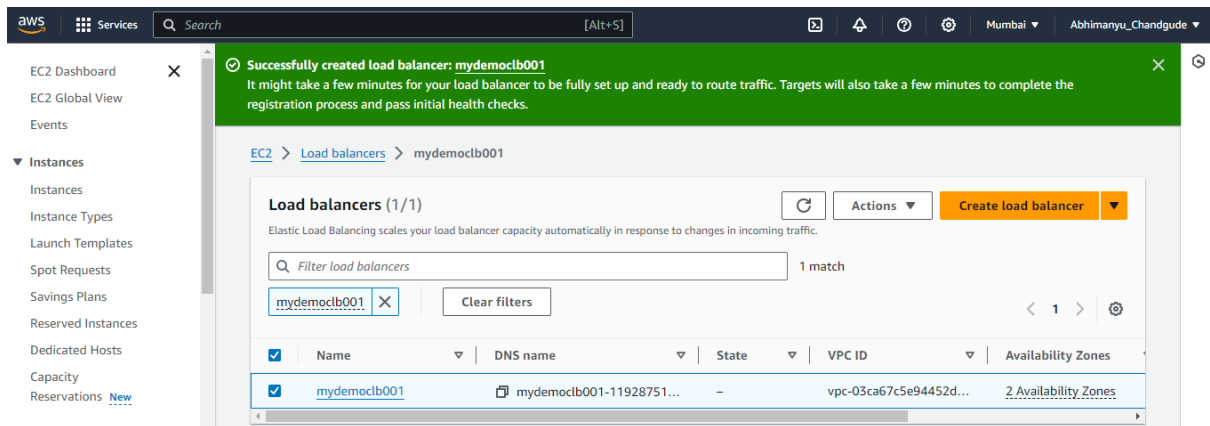 aws
Services
Search [Alt+S]
Mumbai
Abhimanyu_Chandgude
EC2 Dashboard
EC2 Global View
Events
Instances
Instances
Instance Types
Launch Templates
Spot Requests
Savings Plans
Reserved Instances
Dedicated Hosts
Capacity
Reservations New
Successfully created load balancer: mydemoclb001
It might take a few minutes for your load balancer to be fully set up and ready to route traffic. Targets will also take a few minutes to complete the
registration process and pass initial health checks.
EC2 > Load balancers > mydemoclb001
Load balancers (1/1)
Actions
Create load balancer
Elastic Load Balancing scales your load balancer capacity automatically in response to changes in incoming traffic.
Filter load balancers
1 match
mydemoclb001
Clear filters
1
Name DNS name State VPC ID Availability Zones
mydemoclb001 mydemoclb001-11928751... – vpc-03ca67c5e94452d... 2 Availability Zones